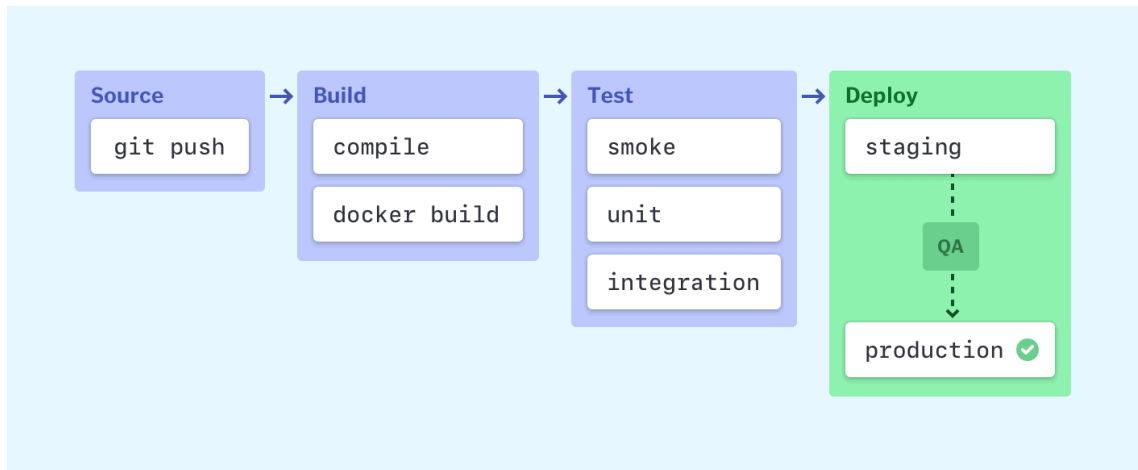 Source
git push
Build
compile
docker build
Test
smoke
unit
integration
Deploy
staging
QA
production